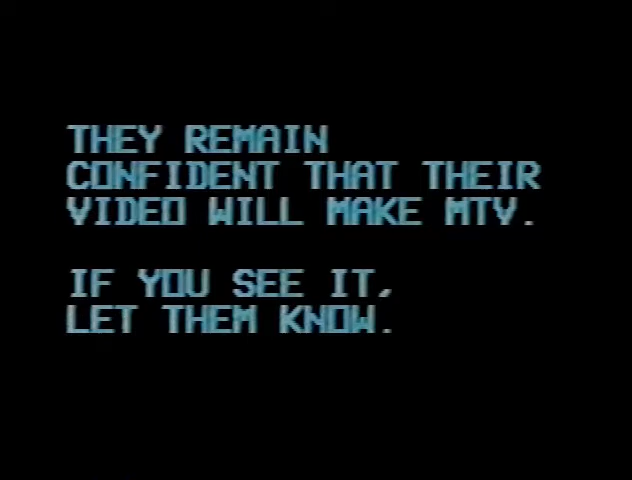 THEY REMAIN
CONFIDENT THAT THEIR
VIDEO WILL MAKE MTV.
IF YOU SEE IT,
LET THEM KNOW.